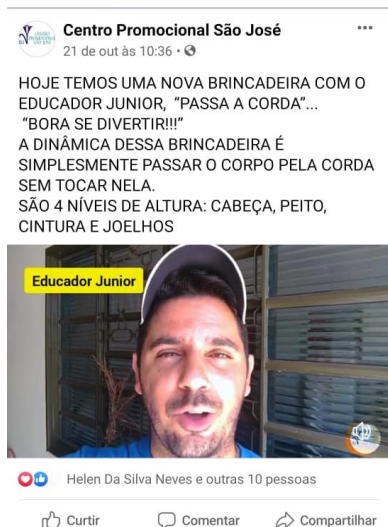 Centro Promocional São José
21 de out às 10:36
HOJE TEMOS UMA NOVA BRINCADEIRA COM O
EDUCADOR JUNIOR, “PASSA A CORDA”...
“BORA SE DIVERTIR!!!”
A DINÂMICA DESSA BRINCADEIRA É
SIMPLESMENTE PASSAR O CORPO PELA CORDA
SEM TOCAR NELA.
SÃO 4 NÍVEIS DE ALTURA: CABEÇA, PEITO,
CINTURA E JOELHOS
Educador Junior
Helen Da Silva Neves e outras 10 pessoas
Curtir Comentar Compartilhar